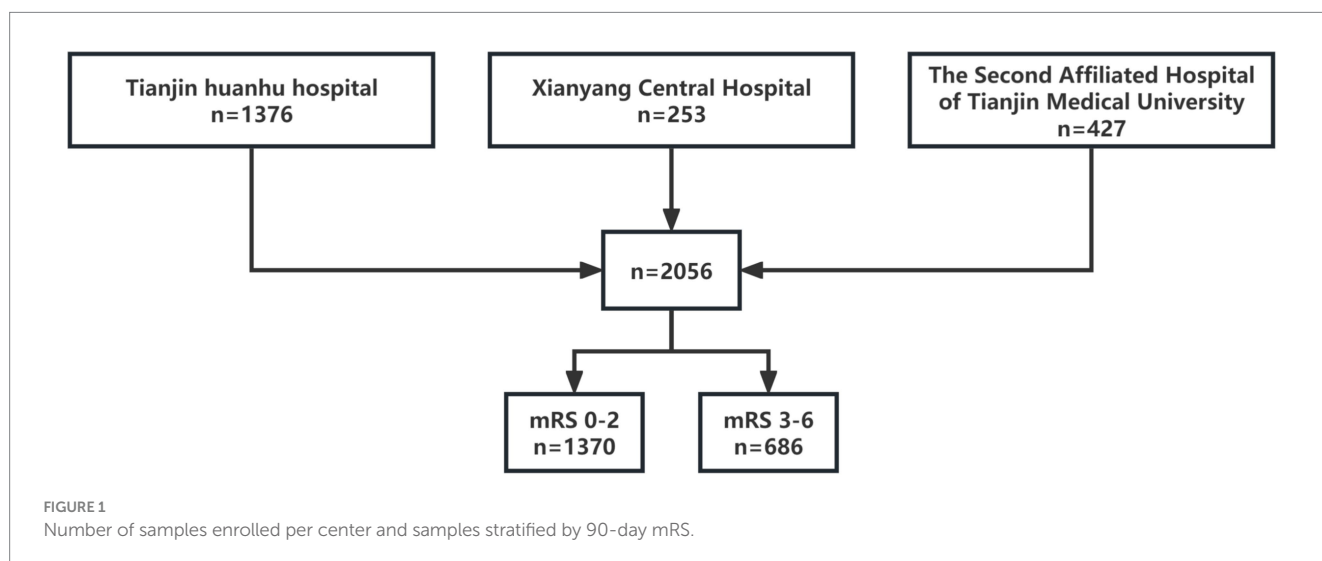 Tianjin huanhu hospital
n=1376
Xianyang Central Hospital
n=253
The Second Affiliated Hospital
of Tianjin Medical University
n=427
n=2056
mRS 0-2
n=1370
mRS 3-6
n=686
FIGURE 1
Number of samples enrolled per center and samples stratified by 90-day mRS.